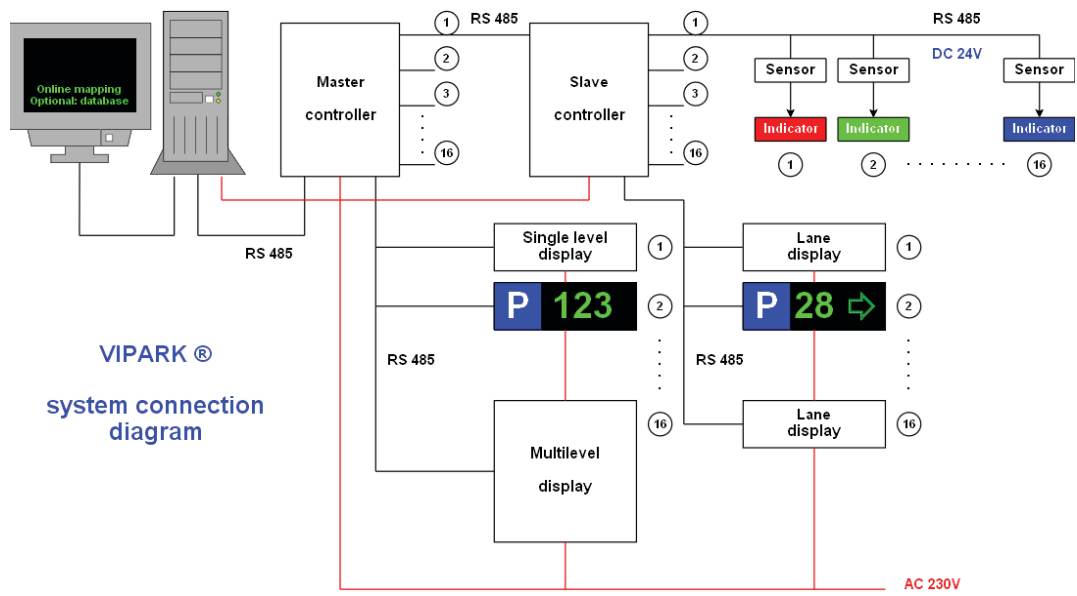 Online mapping
Optional: database
Master
controller
1
2
3
16
RS 485
Slave
controller
1
2
3
16
RS 485
DC 24V
Sensor
Sensor
Sensor
Indicator
Indicator
Indicator
1
2
16
RS 485
Single level
display
1
P 123
2
RS 485
Multilevel
display
16
Lane
display
1
P 28
2
RS 485
Lane
display
16
VIPARK ®
system connection
diagram
AC 230V